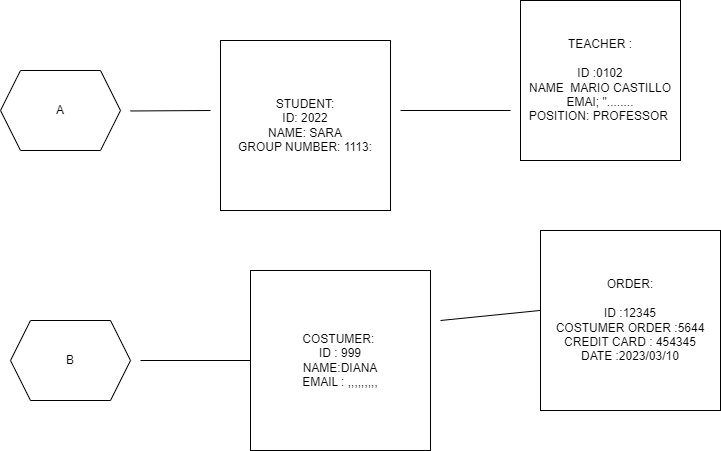 A
STUDENT:
ID: 2022
NAME: SARA
GROUP NUMBER: 1113:
TEACHER :
ID :0102
NAME  MARIO CASTILLO
EMAI; "........
POSITION: PROFESSOR
B
COSTUMER:
ID : 999
NAME:DIANA
EMAIL : ,,,,,,,,,
ORDER:
ID :12345
COSTUMER ORDER :5644
CREDIT CARD : 454345
DATE :2023/03/10